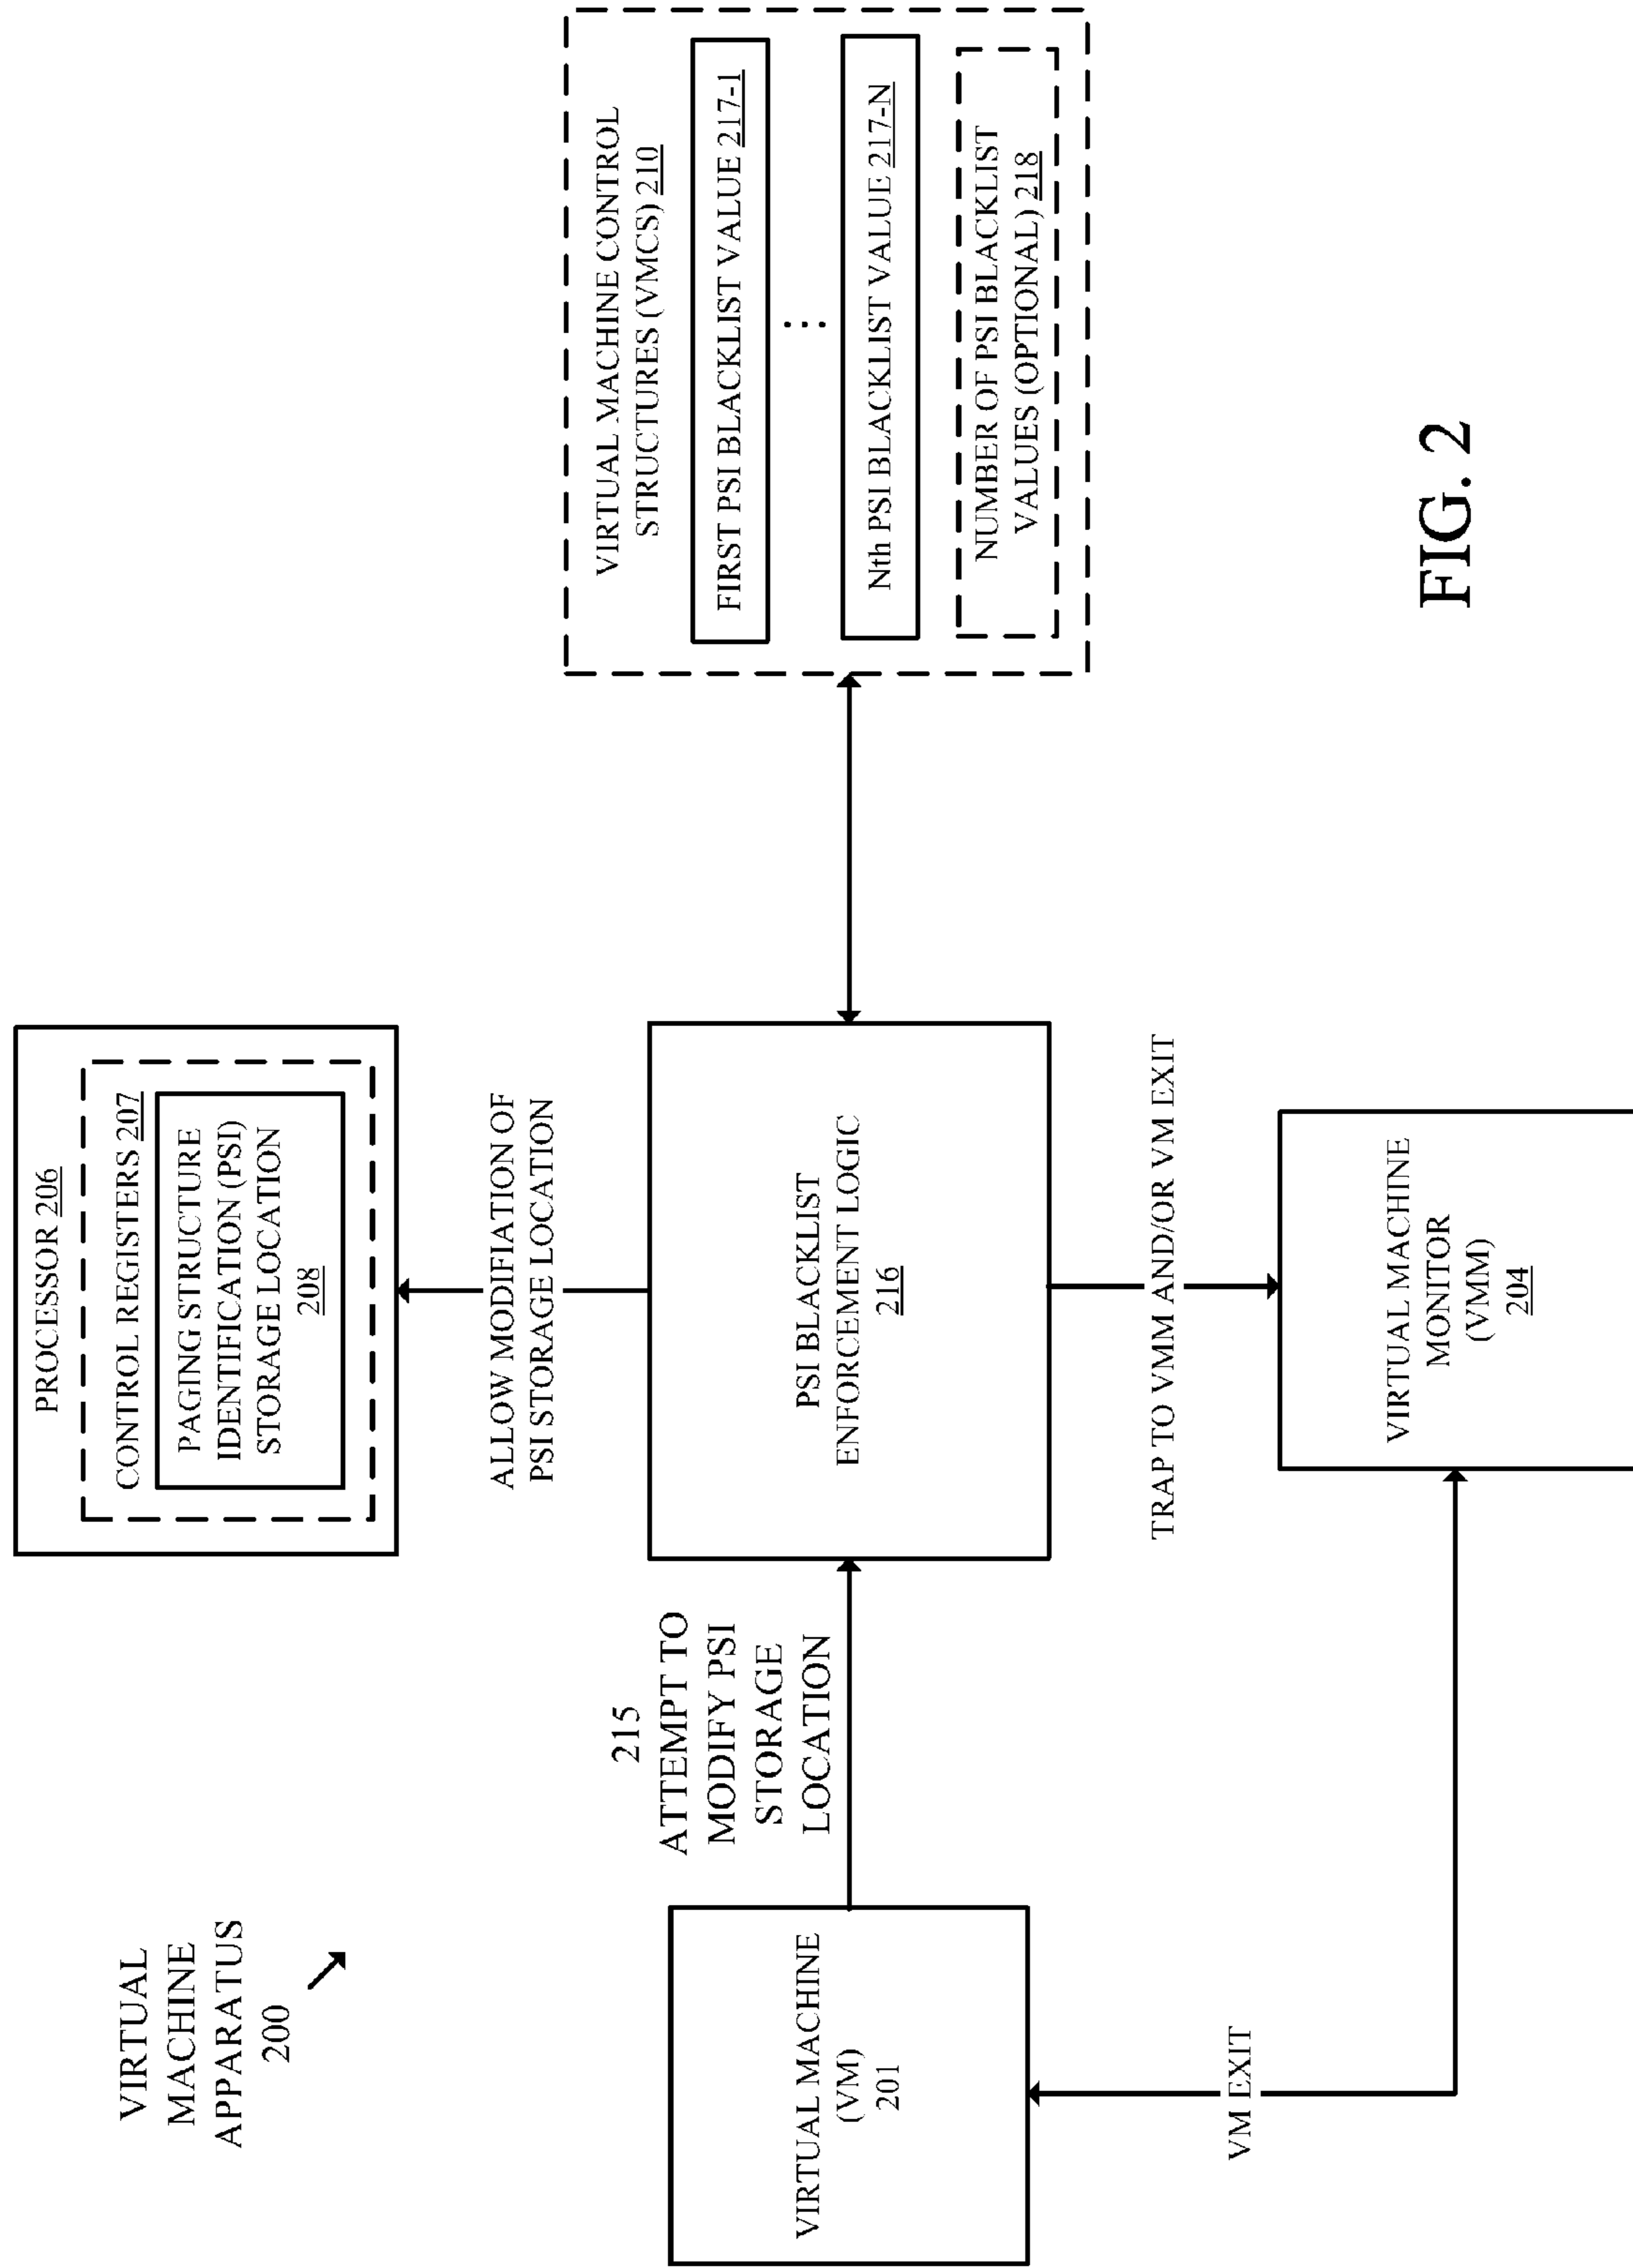 VIRTUAL
MACHINE
APPARATUS
200
PROCESSOR 206
CONTROL REGISTERS 207
PAGING STRUCTURE
IDENTIFICATION (PSI)
STORAGE LOCATION
208
ALLOW MODIFIATION OF
PSI STORAGE LOCATION
215
ATTEMPT TO
MODIFY PSI
STORAGE
LOCATION
VIRTUAL MACHINE
(VM)
201
PSI BLACKLIST
ENFORCEMENT LOGIC
216
VIRTUAL MACHINE CONTROL
STRUCTURES (VMCS) 210
FIRST PSI BLACKLIST VALUE 217-1
...
Nth PSI BLACKLIST VALUE 217-N
NUMBER OF PSI BLACKLIST
VALUES (OPTIONAL) 218
TRAP TO VMM AND/OR VM EXIT
VM EXIT
VIRTUAL MACHINE
MONITOR
(VMM)
204
FIG. 2